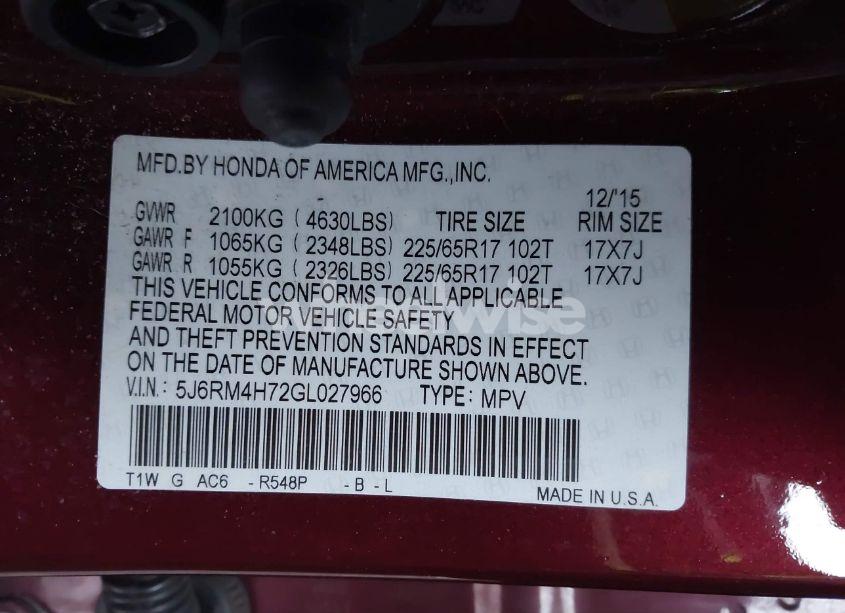 MFD.BY HONDA OF AMERICA MFG.,INC.
12/'15
GVWR 2100KG ( 4630LBS) TIRE SIZE RIM SIZE
GAWR F 1065KG ( 2348LBS) 225/65R17 102T 17X7J
GAWR R 1055KG ( 2326LBS) 225/65R17 102T 17X7J
THIS VEHICLE CONFORMS TO ALL APPLICABLE
FEDERAL MOTOR VEHICLE SAFETY
AND THEFT PREVENTION STANDARDS IN EFFECT
ON THE DATE OF MANUFACTURE SHOWN ABOVE.
V.I.N.: 5J6RM4H72GL027966 TYPE: MPV
T1W G AC6 -R548P -B -L
MADE IN U.S.A.